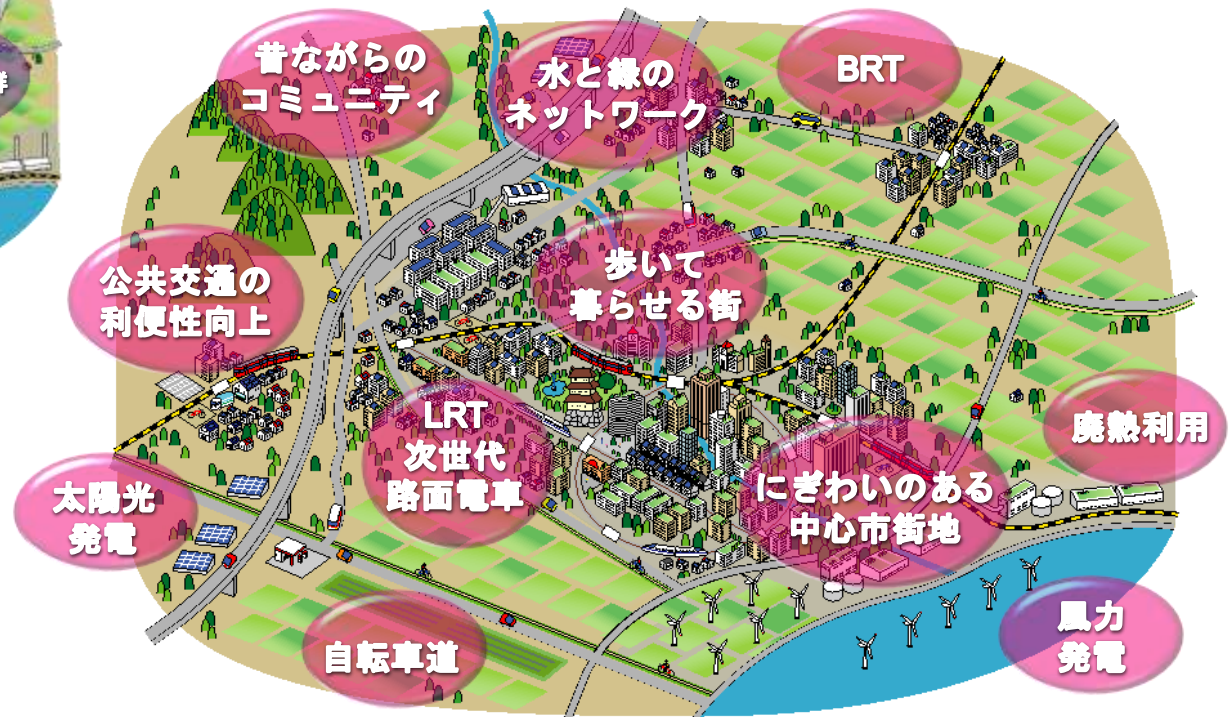 昔ながらの
コミュニティ
水と緑の
ネットワーク
BRT
群
公共交通の
利便性向上
歩いて
暮らせる街
LRT
次世代
路面電車
廃熱利用
太陽光
発電
にぎわいのある
中心市街地
自転車道
風力
発電